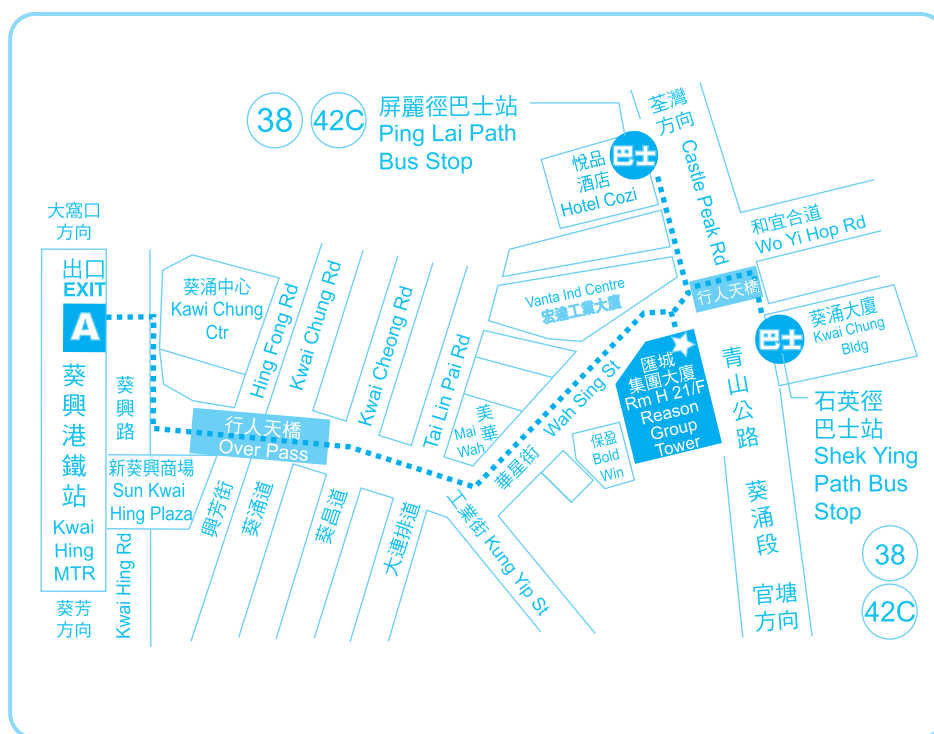 38
42C
屏麗徑巴士站
Ping Lai Path
Bus Stop
荃灣
方向
Castle Peak Rd
巴士
悅品
酒店
Hotel Cozi
和宜合道
Wo Yi Hop Rd
大窩口
方向
出口
EXIT
A
葵興港鐵站
Kwai
Hing
MTR
葵芳
方向
葵涌中心
Kawi Chung
Ctr
葵興路
Kwai Hing Rd
新葵興商場
Sun Kwai
Hing Plaza
行人天橋
Over Pass
Hing Fong Rd
興芳街
Kwai Chung Rd
葵涌道
Kwai Cheong Rd
葵昌道
Tai Lin Pai Rd
大連排道
美華
Mai
Wah
工業街 Kung Yip St
Wah Sing St
華星街
Vanta Ind Centre
宏達工業大廈
保盈
Bold
Win
匯城
集團大廈
Rm H 21/F
Reason
Group
Tower
行人天橋
巴士
葵涌大廈
Kwai Chung
Bldg
青山公路
葵涌段
官塘
方向
石英徑
巴士站
Shek Ying
Path Bus
Stop
38
42C